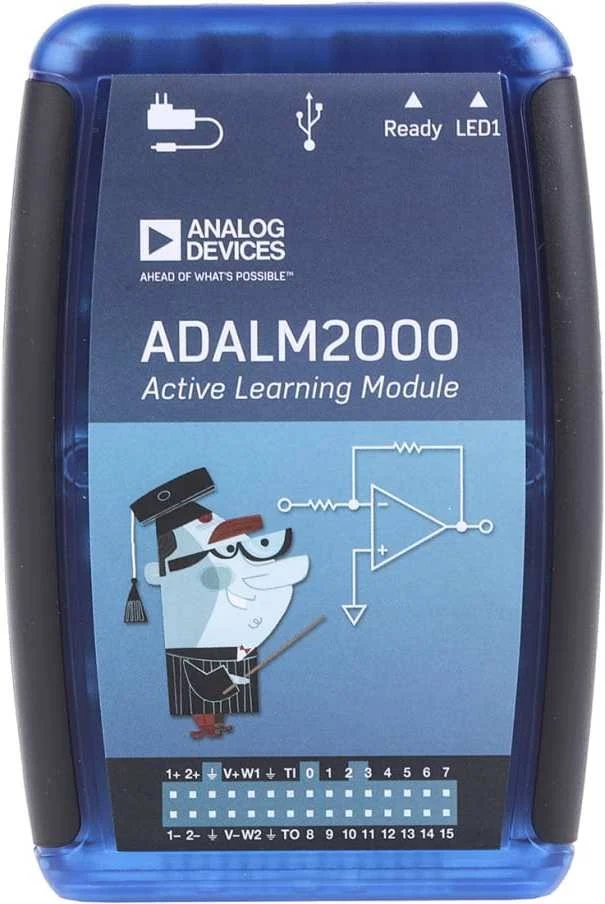 Ready LED1
ANALOG
DEVICES
AHEAD OF WHAT'S POSSIBLE™
ADALM2000
Active Learning Module
−
+
1+ 2+ ⏚ V+ W1 ⏚ TI 0 1 2 3 4 5 6 7
1− 2− ⏚ V− W2 ⏚ TO 8 9 10 11 12 13 14 15